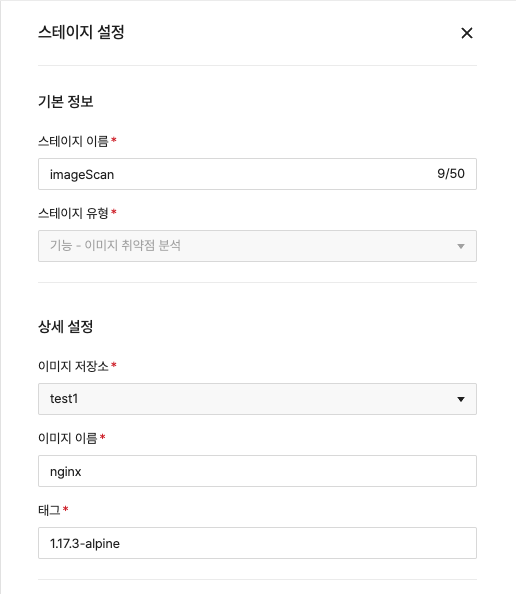 스테이지 설정
기본 정보
스테이지 이름*
imageScan 9/50
스테이지 유형*
기능 - 이미지 취약점 분석
상세 설정
이미지 저장소*
test1
이미지 이름*
nginx
태그*
1.17.3-alpine